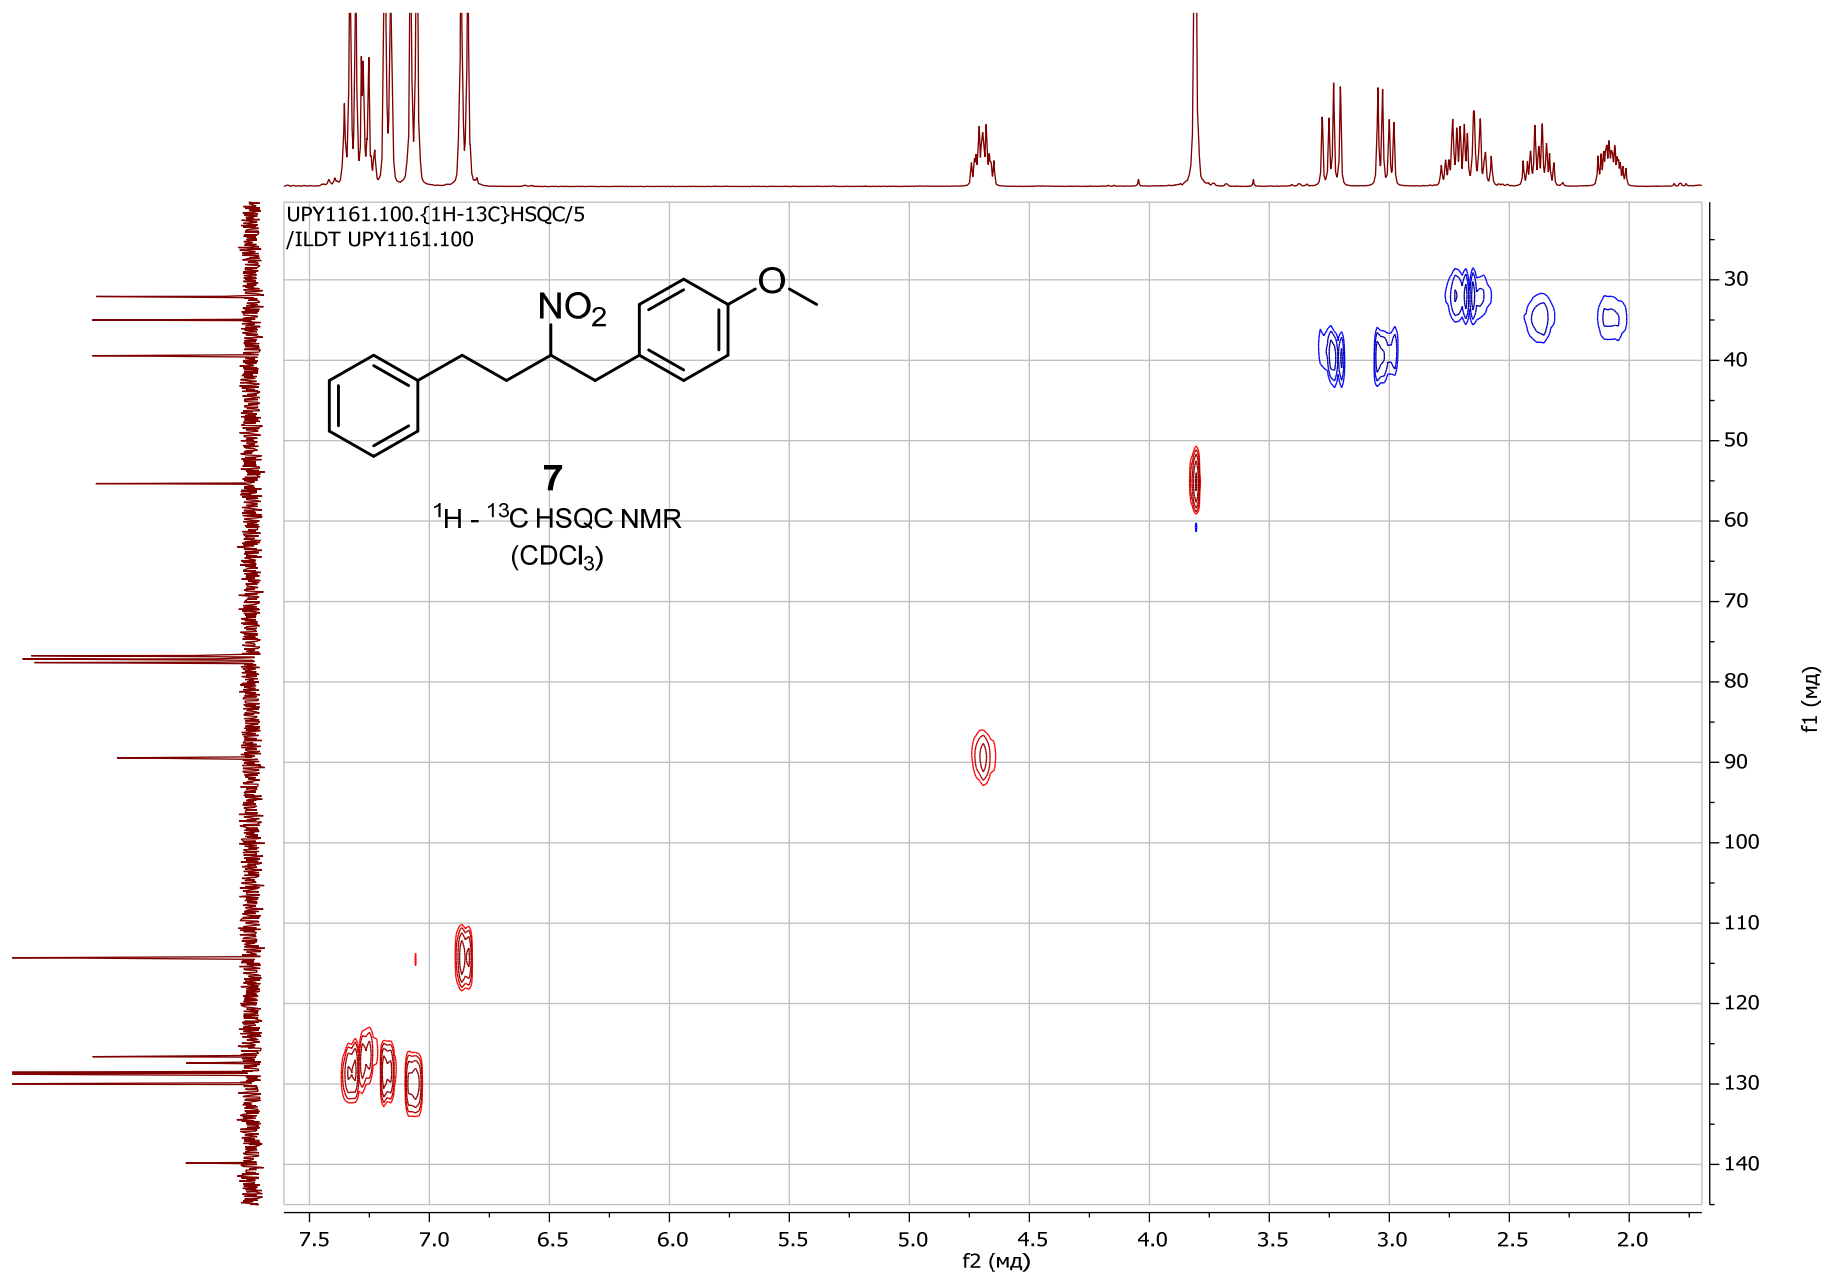 UPY1161.100.{1H-13C}HSQC/5
/ILDT UPY1161.100
O
NO₂
7
¹H - ¹³C HSQC NMR
(CDCl₃)
30
40
50
60
70
80
90
100
110
120
130
140
f1 (мд)
7.5 7.0 6.5 6.0 5.5 5.0 4.5 4.0 3.5 3.0 2.5 2.0
f2 (мд)